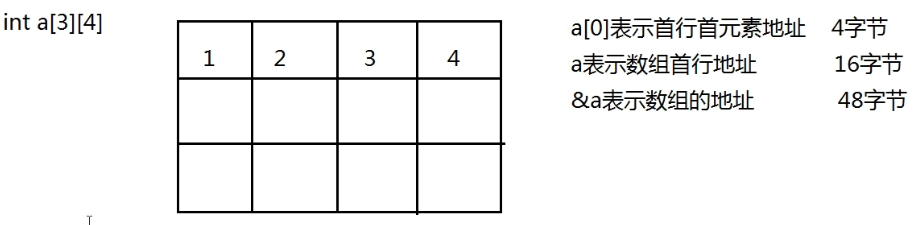 int a[3][4]
a[0]表示首行首元素地址 4字节
1 2 3 4
a表示数组首行地址 16字节
&a表示数组的地址 48字节